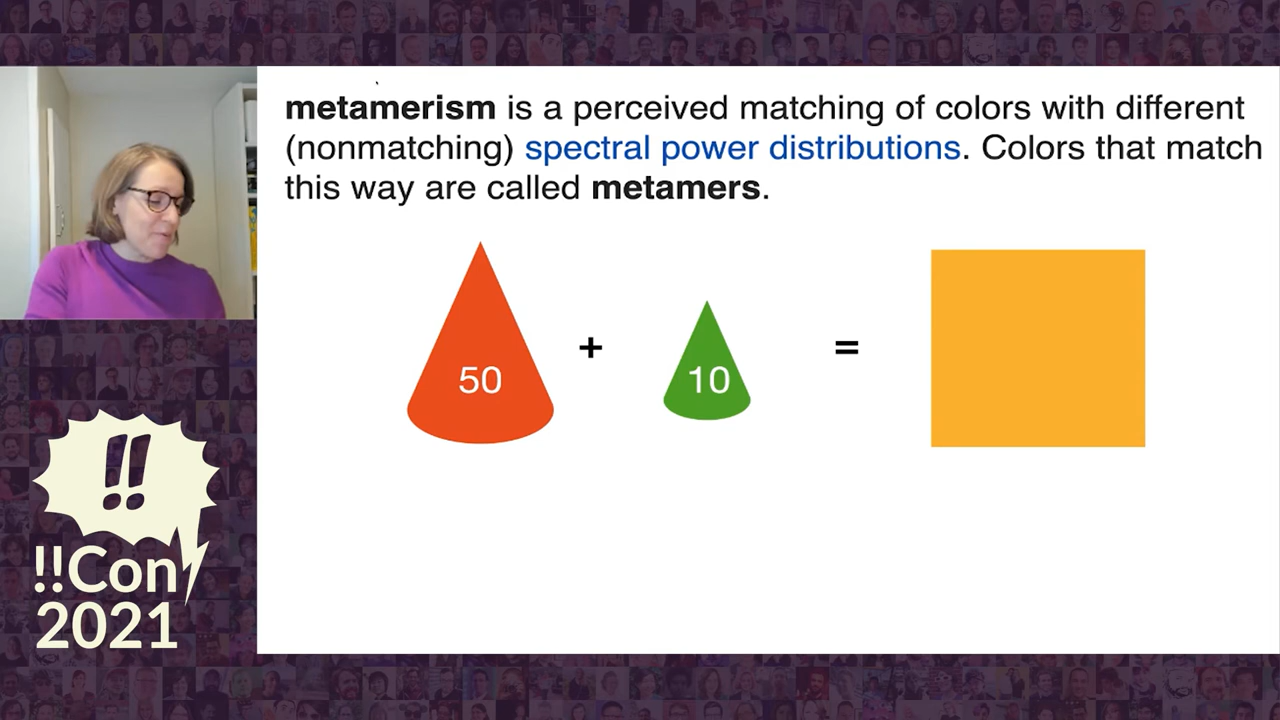 metamerism is a perceived matching of colors with different
(nonmatching) spectral power distributions. Colors that match
this way are called metamers.
50 + 10 =
!!
!!Con
2021